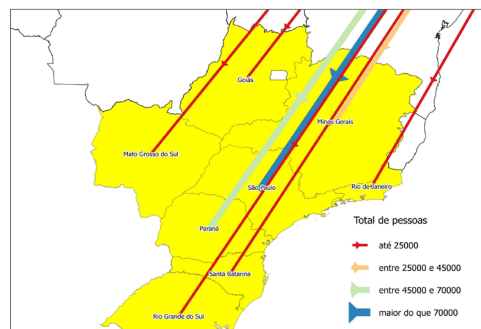 Goiás
Minas Gerais
Mato Grosso do Sul
São Paulo
Rio de Janeiro
Paraná
Santa Catarina
Rio Grande do Sul
Total de pessoas
até 25000
entre 25000 e 45000
entre 45000 e 70000
maior do que 70000